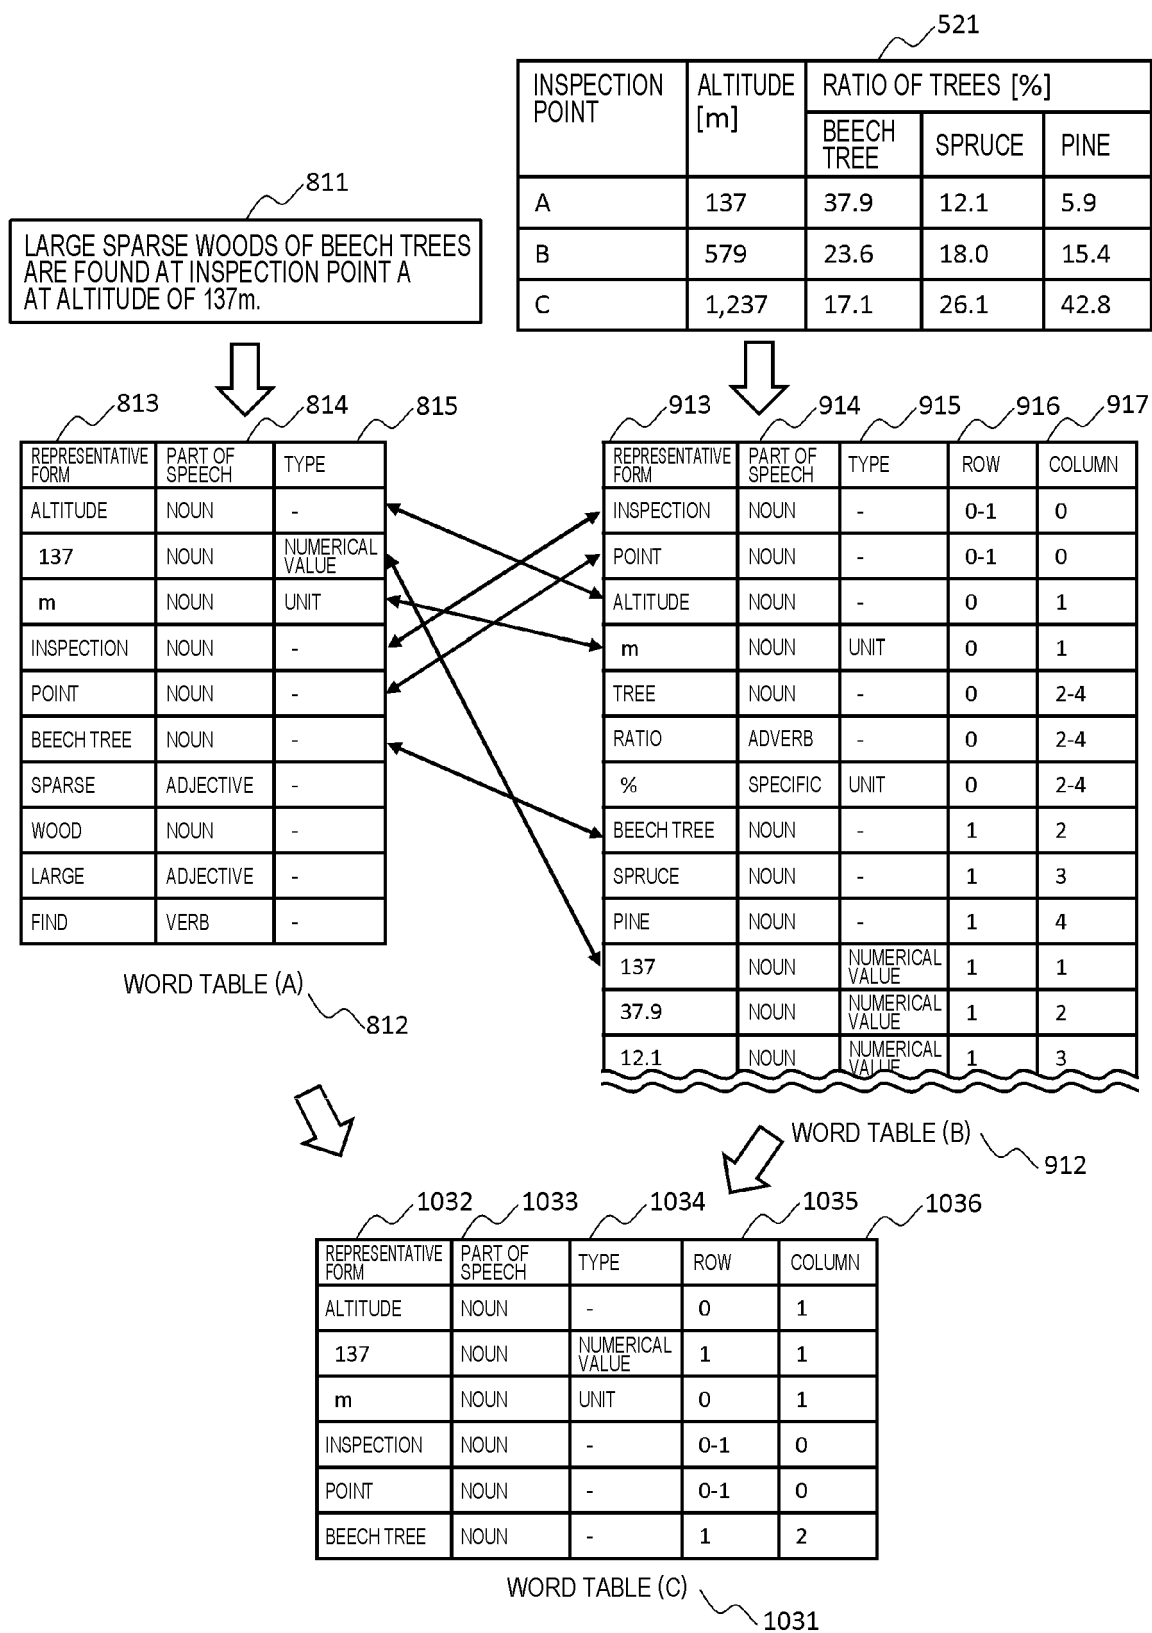 521
INSPECTION POINT ALTITUDE [m] RATIO OF TREES [%]
BEECH TREE SPRUCE PINE
A 137 37.9 12.1 5.9
B 579 23.6 18.0 15.4
C 1,237 17.1 26.1 42.8
811
LARGE SPARSE WOODS OF BEECH TREES
ARE FOUND AT INSPECTION POINT A
AT ALTITUDE OF 137m.
813 814 815
REPRESENTATIVE FORM PART OF SPEECH TYPE
ALTITUDE NOUN -
137 NOUN NUMERICAL VALUE
m NOUN UNIT
INSPECTION NOUN -
POINT NOUN -
BEECH TREE NOUN -
SPARSE ADJECTIVE -
WOOD NOUN -
LARGE ADJECTIVE -
FIND VERB -
WORD TABLE (A)
812
913 914 915 916 917
REPRESENTATIVE FORM PART OF SPEECH TYPE ROW COLUMN
INSPECTION NOUN - 0-1 0
POINT NOUN - 0-1 0
ALTITUDE NOUN - 0 1
m NOUN UNIT 0 1
TREE NOUN - 0 2-4
RATIO ADVERB - 0 2-4
% SPECIFIC UNIT 0 2-4
BEECH TREE NOUN - 1 2
SPRUCE NOUN - 1 3
PINE NOUN - 1 4
137 NOUN NUMERICAL VALUE 1 1
37.9 NOUN NUMERICAL VALUE 1 2
12.1 NOUN NUMERICAL VALUE 1 3
WORD TABLE (B)
912
1032 1033 1034 1035 1036
REPRESENTATIVE FORM PART OF SPEECH TYPE ROW COLUMN
ALTITUDE NOUN - 0 1
137 NOUN NUMERICAL VALUE 1 1
m NOUN UNIT 0 1
INSPECTION NOUN - 0-1 0
POINT NOUN - 0-1 0
BEECH TREE NOUN - 1 2
WORD TABLE (C)
1031